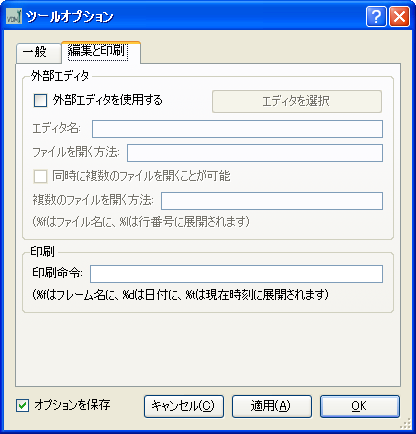 VDM ツールオプション
一般 編集と印刷
外部エディタ
外部エディタを使用する エディタを選択
エディタ名:
ファイルを開く方法:
同時に複数のファイルを開くことが可能
複数のファイルを開く方法:
(%fはファイル名に、%lは行番号に展開されます)
印刷
印刷命令:
(%fはフレーム名に、%dは日付に、%tは現在時刻に展開されます)
オプションを保存 キャンセル(C) 適用(A) OK